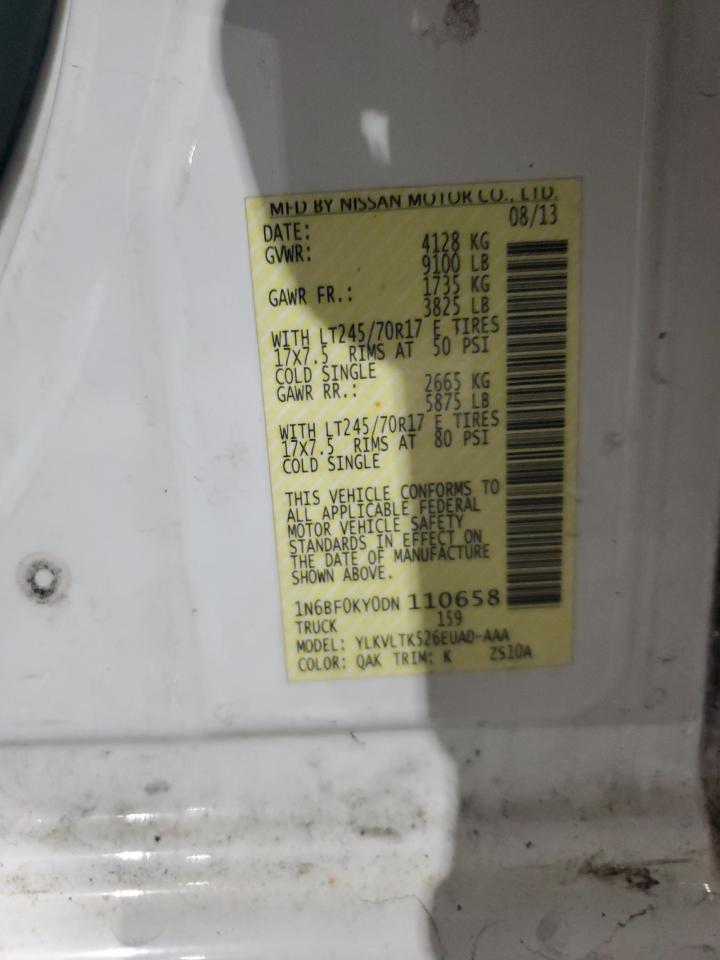 MFD BY NISSAN MOTOR CO., LTD.
DATE: 08/13
GVWR: 4128 KG
9100 LB
GAWR FR.: 1735 KG
3825 LB
WITH LT245/70R17 E TIRES
17X7.5 RIMS AT 50 PSI
COLD SINGLE
GAWR RR.: 2665 KG
5875 LB
WITH LT245/70R17 E TIRES
17X7.5 RIMS AT 80 PSI
COLD SINGLE
THIS VEHICLE CONFORMS TO
ALL APPLICABLE FEDERAL
MOTOR VEHICLE SAFETY
STANDARDS IN EFFECT ON
THE DATE OF MANUFACTURE
SHOWN ABOVE.
1N6BF0KY0DN 110658
TRUCK 159
MODEL: YLKVLTK526EUAD-AAA
COLOR: QAK TRIM: K ZS10A